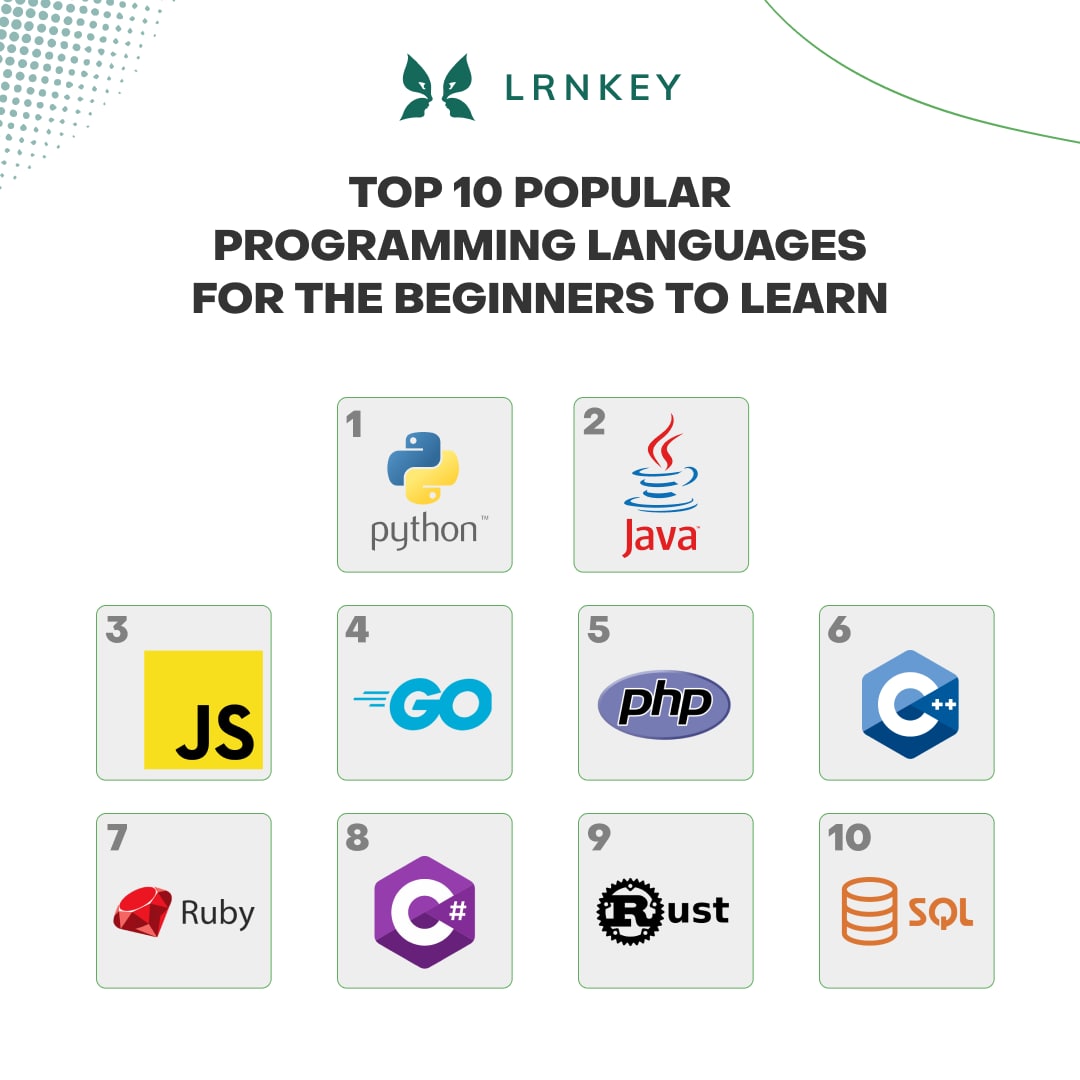 LRNKEY
TOP 10 POPULAR
PROGRAMMING LANGUAGES
FOR THE BEGINNERS TO LEARN
1
python™
2
Java™
3
JS
4
GO
5
php
6
C++
7
Ruby
8
C#
9
Rust
10
SQL